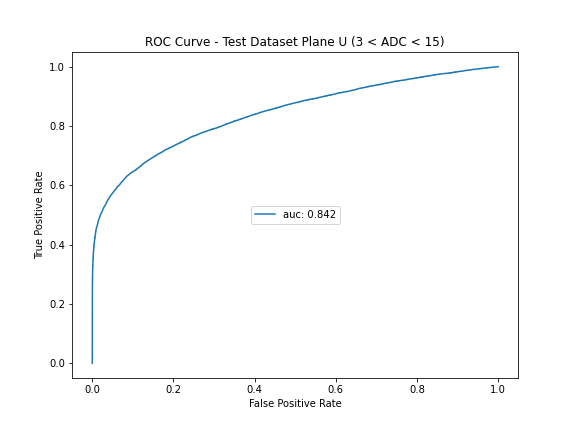 ROC Curve - Test Dataset Plane U (3 < ADC < 15)
1.0
0.8
0.6
0.4
0.2
0.0
True Positive Rate
auc: 0.842
0.0 0.2 0.4 0.6 0.8 1.0
False Positive Rate